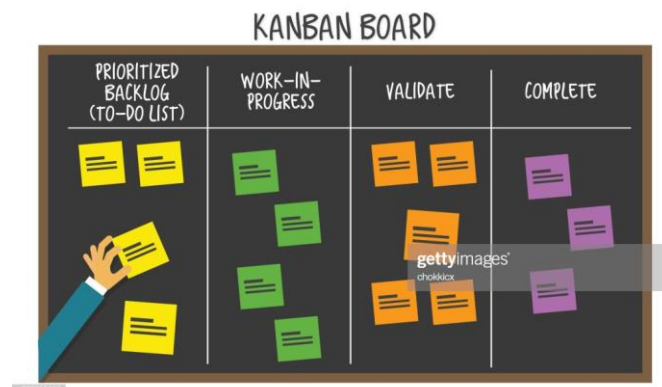 KANBAN BOARD
PRIORITIZED
BACKLOG
(TO-DO LIST)
WORK-IN-
PROGRESS
VALIDATE
COMPLETE
gettyimages®
chokkicx